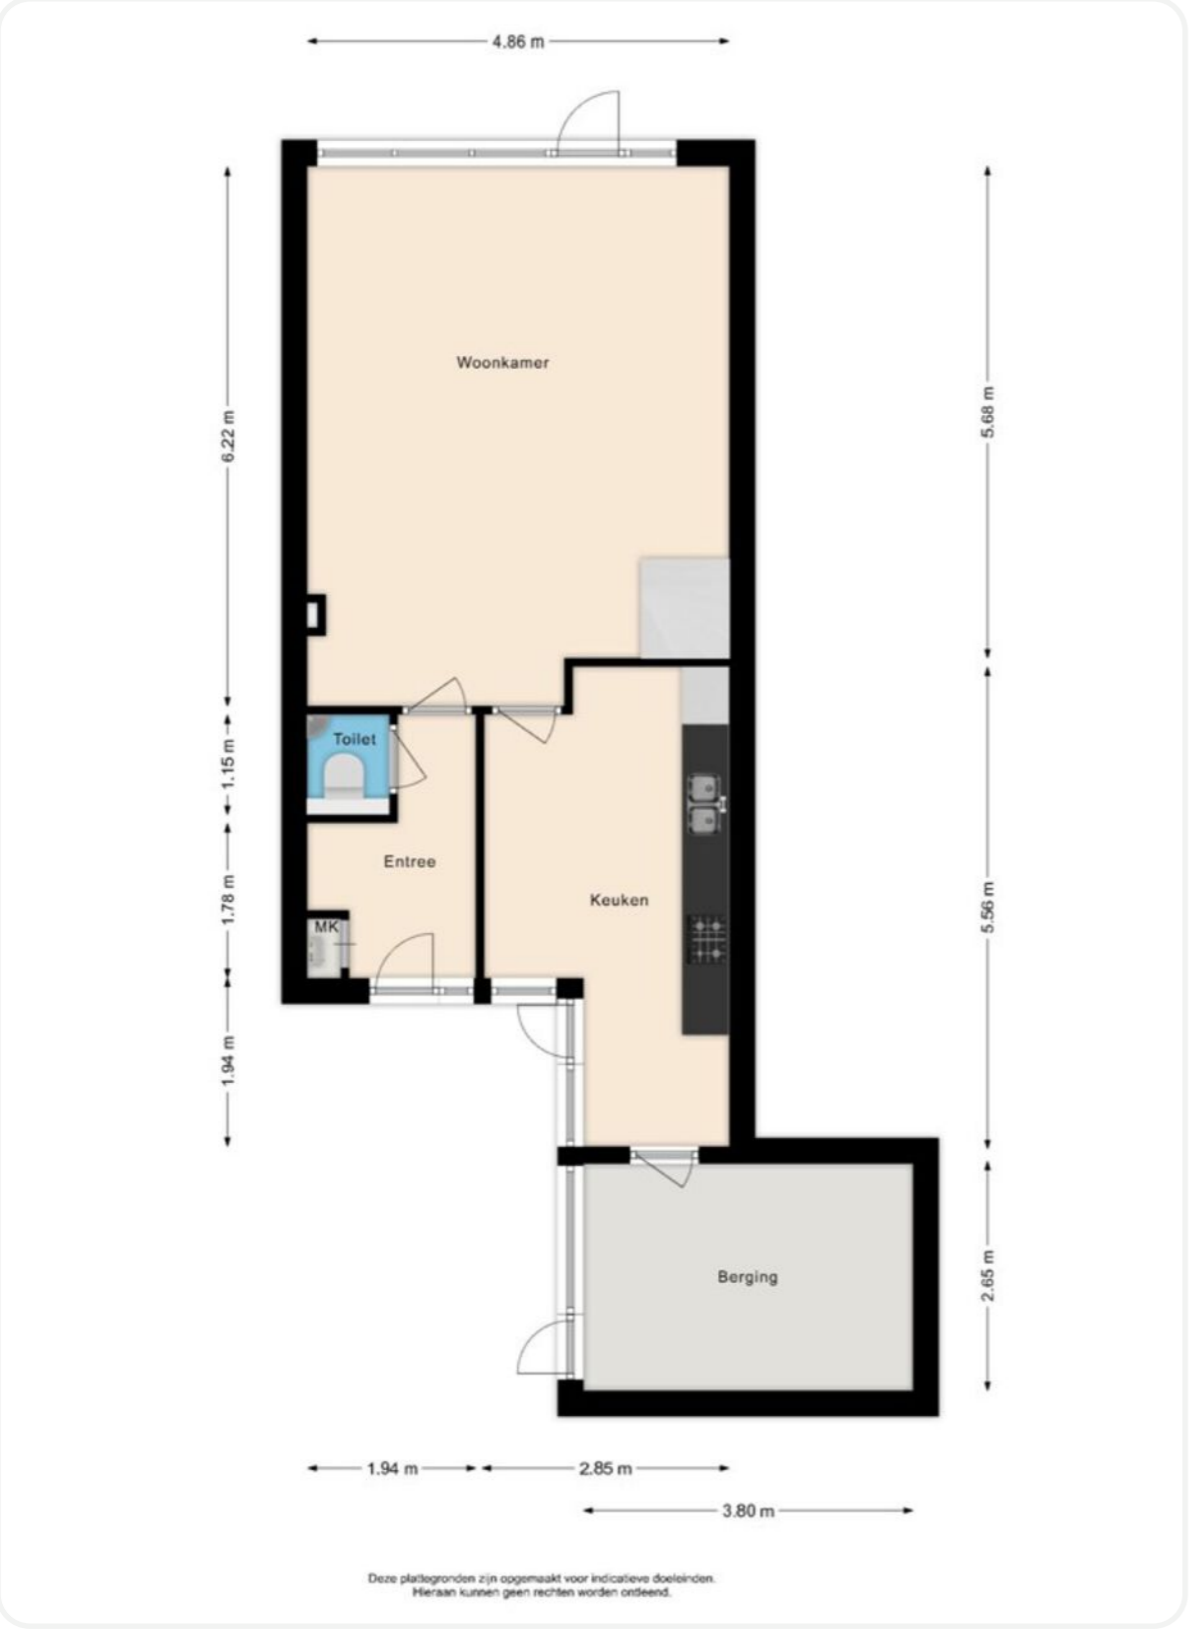 4.86 m
Woonkamer
6.22 m
5.68 m
Toilet
1.15 m
Entree
1.78 m
Keuken
5.56 m
MK
1.94 m
Berging
2.65 m
1.94 m
2.85 m
3.80 m
Deze plattegronden zijn opgemaakt voor indicatieve doeleinden.
Hieraan kunnen geen rechten worden ontleend.